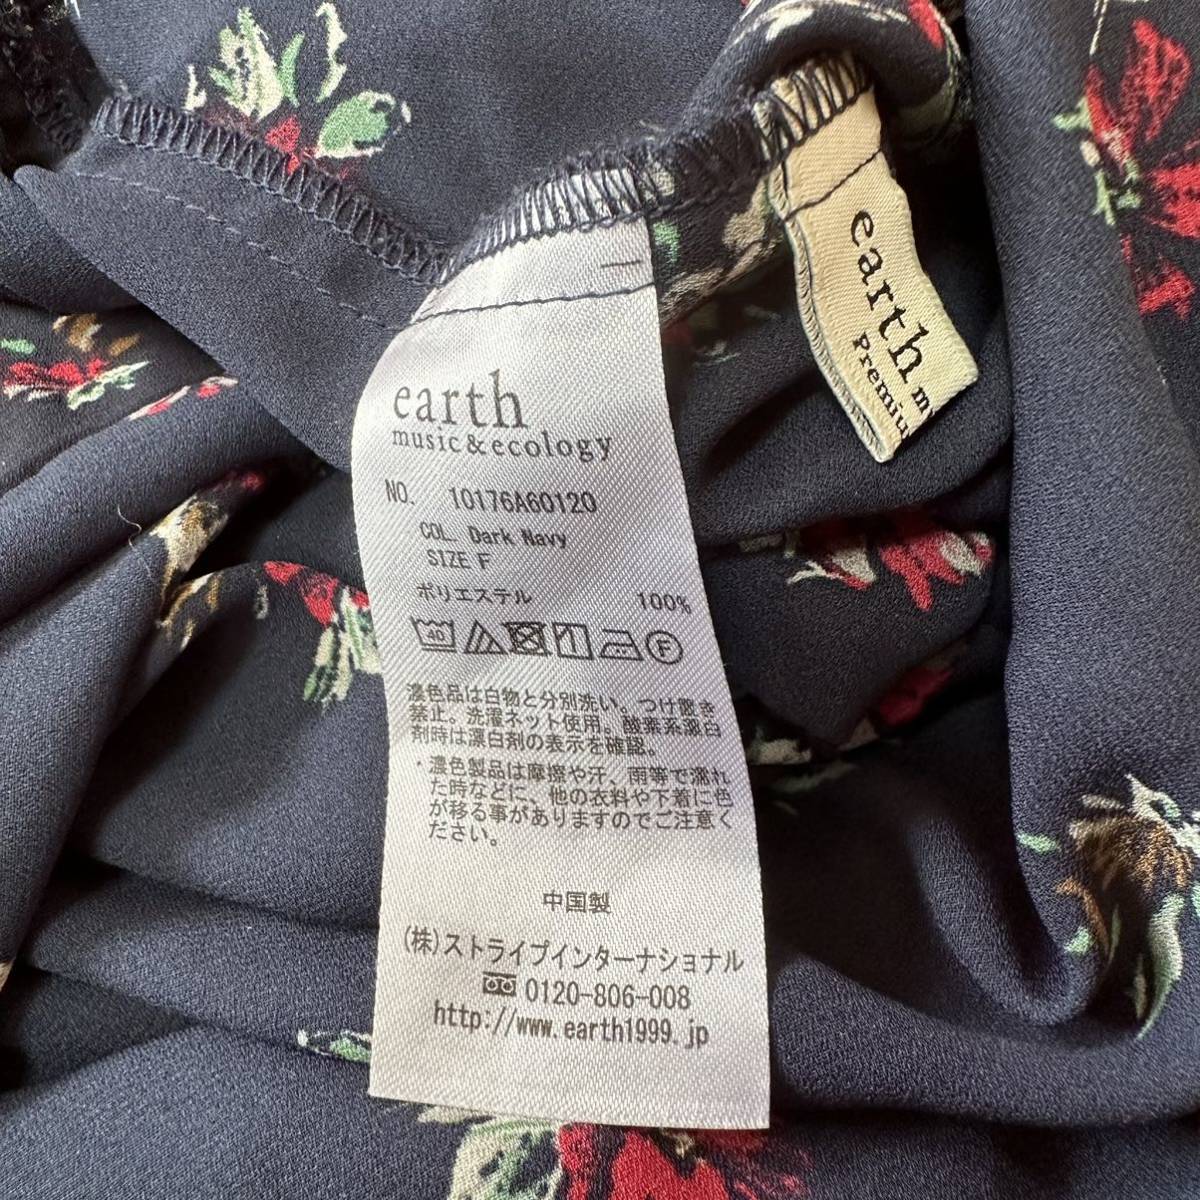 earth
music&ecology
NO. 10176A60120
COL. Dark Navy
SIZE F
ポリエステル 100%
40 F
濃色品は白物と分別洗い。つけ置き
禁止。洗濯ネット使用。酸素系漂白
剤時は漂白剤の表示を確認。
・濃色製品は摩擦や汗、雨等で濡れ
た時などに、他の衣料や下着に色
が移る事がありますのでご注意く
ださい。
中国製
(株)ストライプインターナショナル
0120-806-008
http://www.earth1999.jp
earth
Premiu